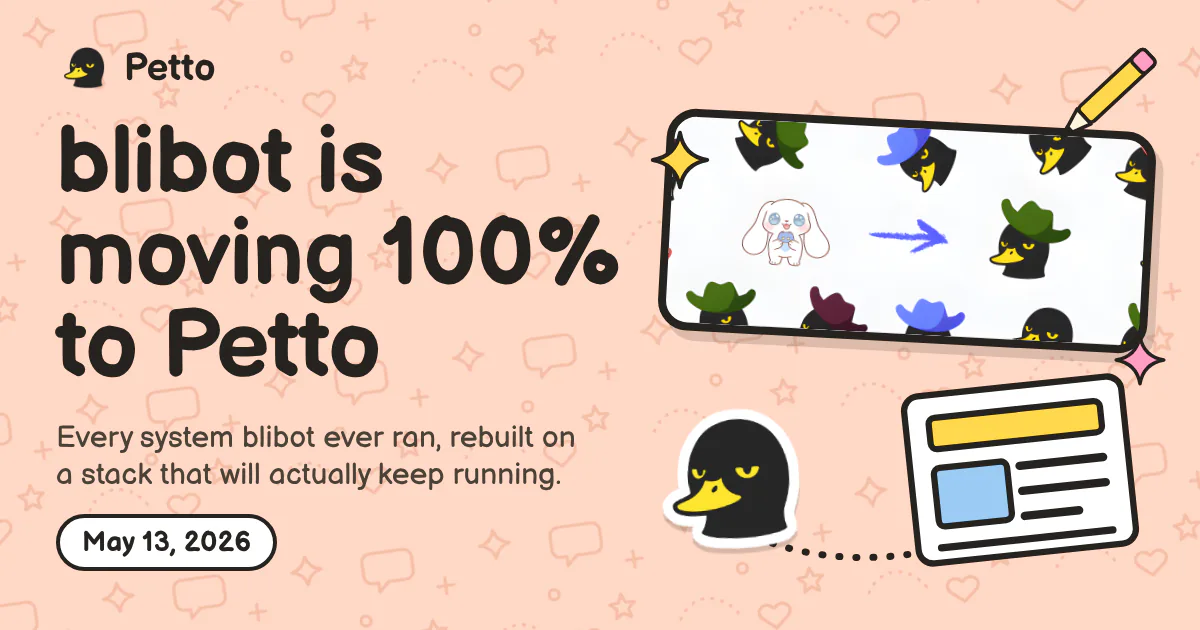 Petto
blibot is
moving 100%
to Petto
Every system blibot ever ran, rebuilt on
a stack that will actually keep running.
May 13, 2026